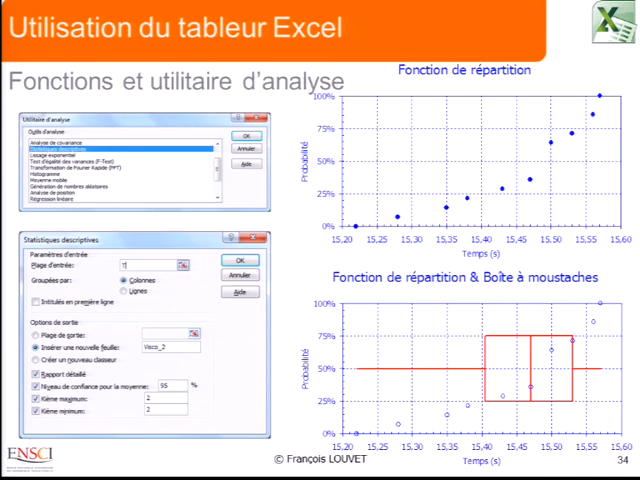 Utilisation du tableur Excel
Fonctions et utilitaire d'analyse
Utilitaire d'analyse
Outils d'analyse
Analyse de covariance
Statistiques descriptives
Lissage exponentiel
Test d'égalité des variances (F-Test)
Transformation de Fourier Rapide (FFT)
Histogramme
Moyenne mobile
Génération de nombres aléatoires
Analyse de position
Régression linéaire
OK
Annuler
Aide
Statistiques descriptives
Paramètres d'entrée
Plage d'entrée:
T
Groupées par:
Colonnes
Lignes
Intitulés en première ligne
OK
Annuler
Aide
Options de sortie
Plage de sortie:
Insérer une nouvelle feuille:
Visco_2
Créer un nouveau classeur
Rapport détaillé
Niveau de confiance pour la moyenne:
95 %
Kième maximum:
2
Kième minimum:
2
Fonction de répartition
Probabilité
100%
75%
50%
25%
0%
15,20 15,25 15,30 15,35 15,40 15,45 15,50 15,55 15,60
Temps (s)
Fonction de répartition & Boîte à moustaches
Probabilité
100%
75%
50%
25%
0%
15,20 15,25 15,30 15,35 15,40 15,45 15,50 15,55 15,60
Temps (s)
ENSCI
© François LOUVET
34